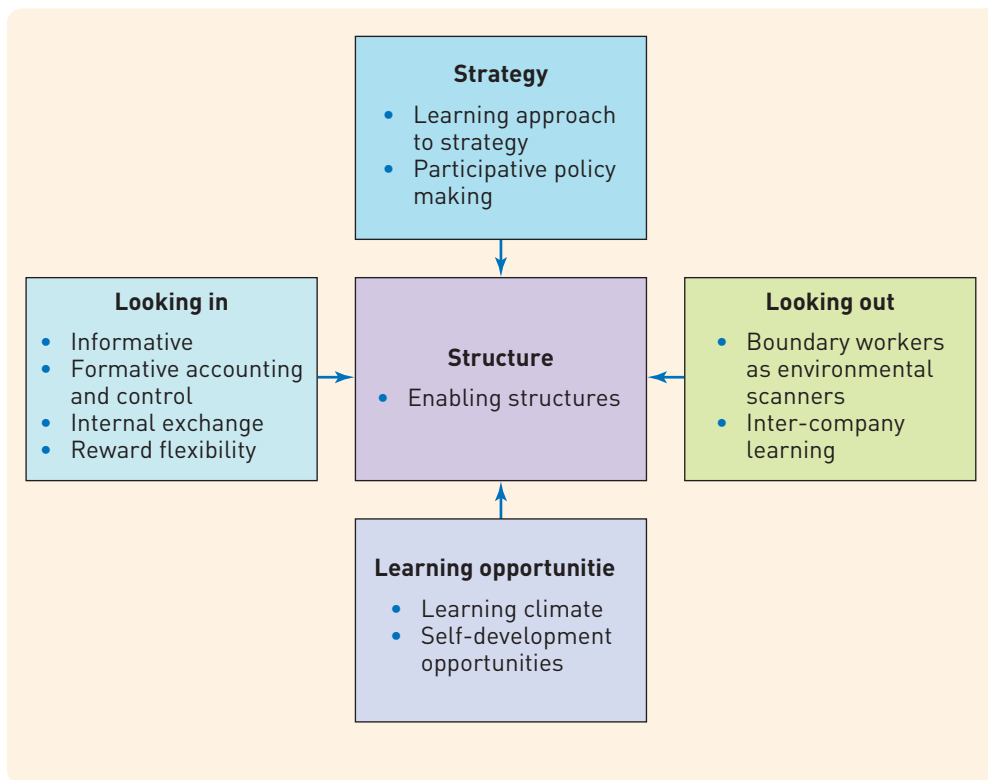 Strategy
• Learning approach
to strategy
• Participative policy
making
Looking in
• Informative
• Formative accounting
and control
• Internal exchange
• Reward flexibility
Structure
• Enabling structures
Looking out
• Boundary workers
as environmental
scanners
• Inter-company
learning
Learning opportunitie
• Learning climate
• Self-development
opportunities